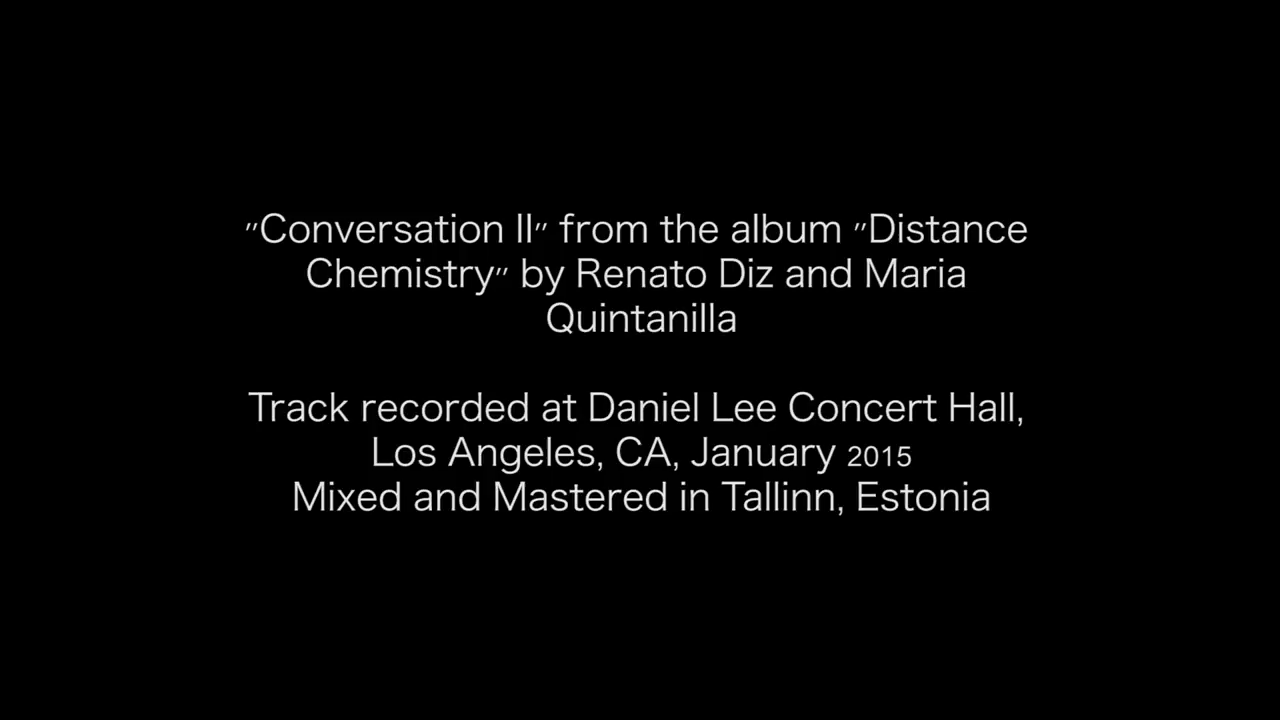 "Conversation II" from the album "Distance
Chemistry" by Renato Diz and Maria
Quintanilla
Track recorded at Daniel Lee Concert Hall,
Los Angeles, CA, January 2015
Mixed and Mastered in Tallinn, Estonia